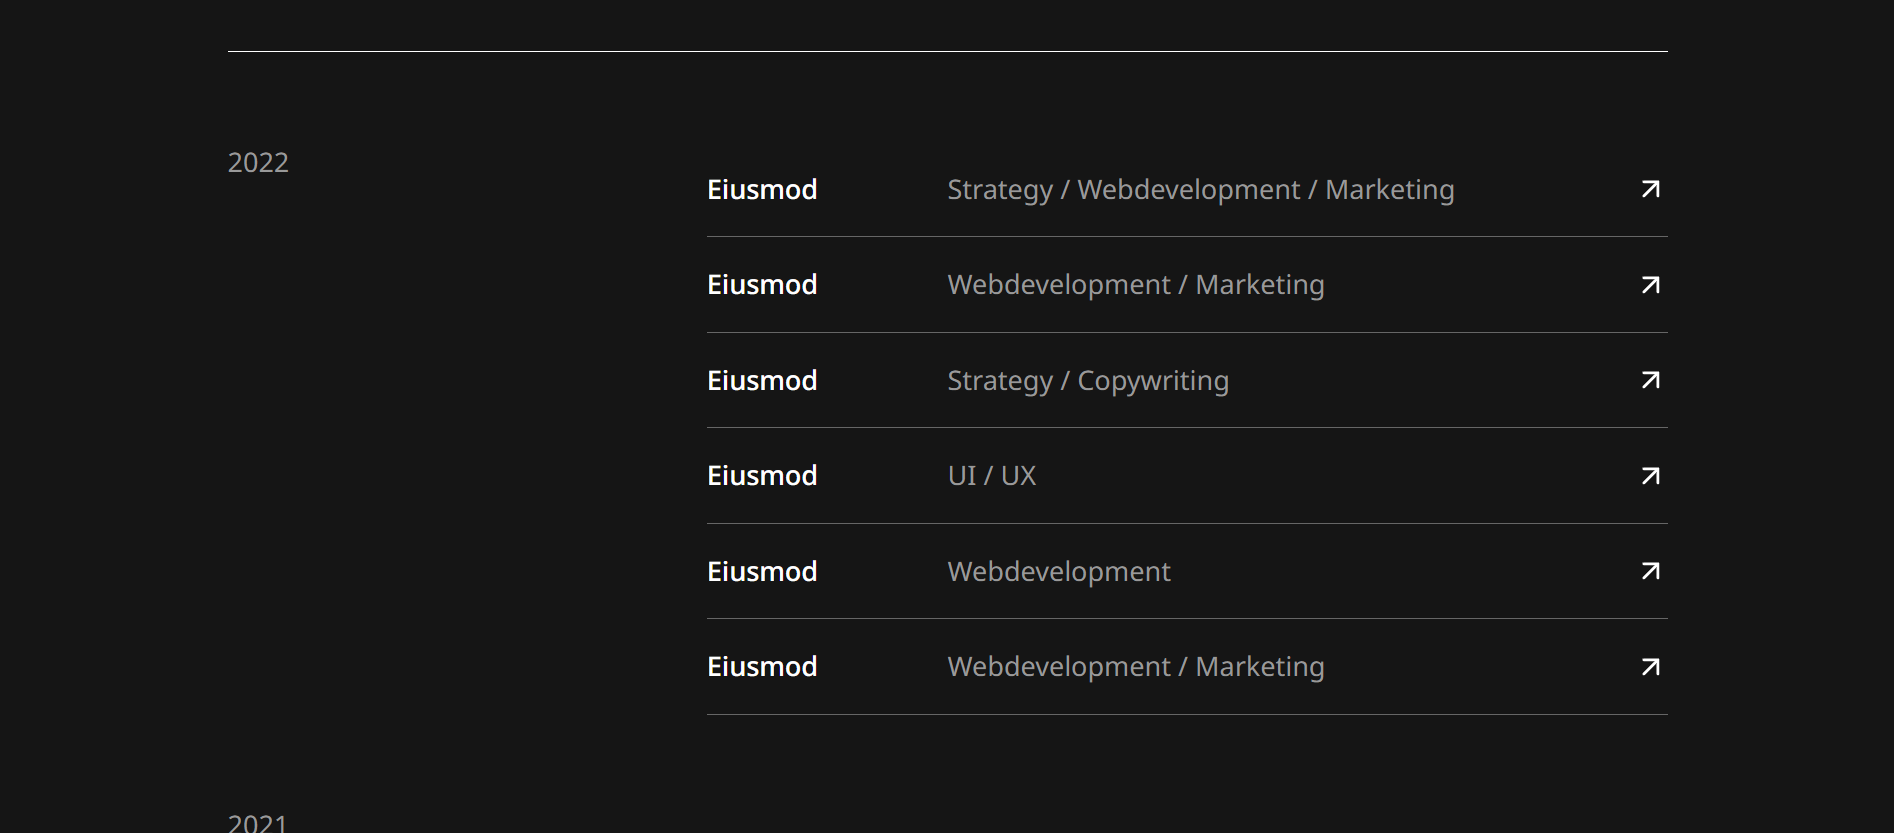 2022
Eiusmod Strategy / Webdevelopment / Marketing
Eiusmod Webdevelopment / Marketing
Eiusmod Strategy / Copywriting
Eiusmod UI / UX
Eiusmod Webdevelopment
Eiusmod Webdevelopment / Marketing
2021